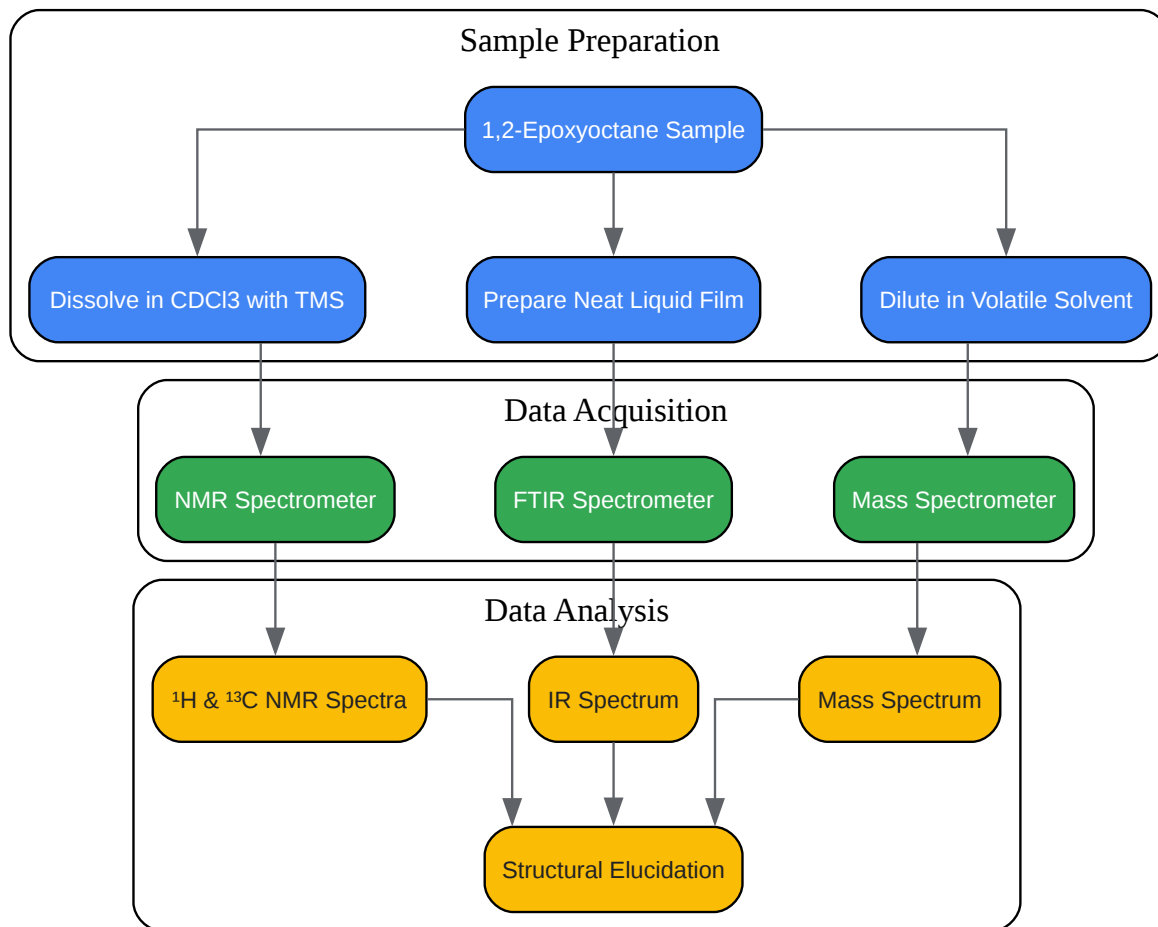 Sample Preparation
1,2-Epoxyoctane Sample
Dissolve in CDCl3 with TMS
Prepare Neat Liquid Film
Dilute in Volatile Solvent
Data Acquisition
NMR Spectrometer
FTIR Spectrometer
Mass Spectrometer
Data Analysis
¹H & ¹³C NMR Spectra
IR Spectrum
Mass Spectrum
Structural Elucidation